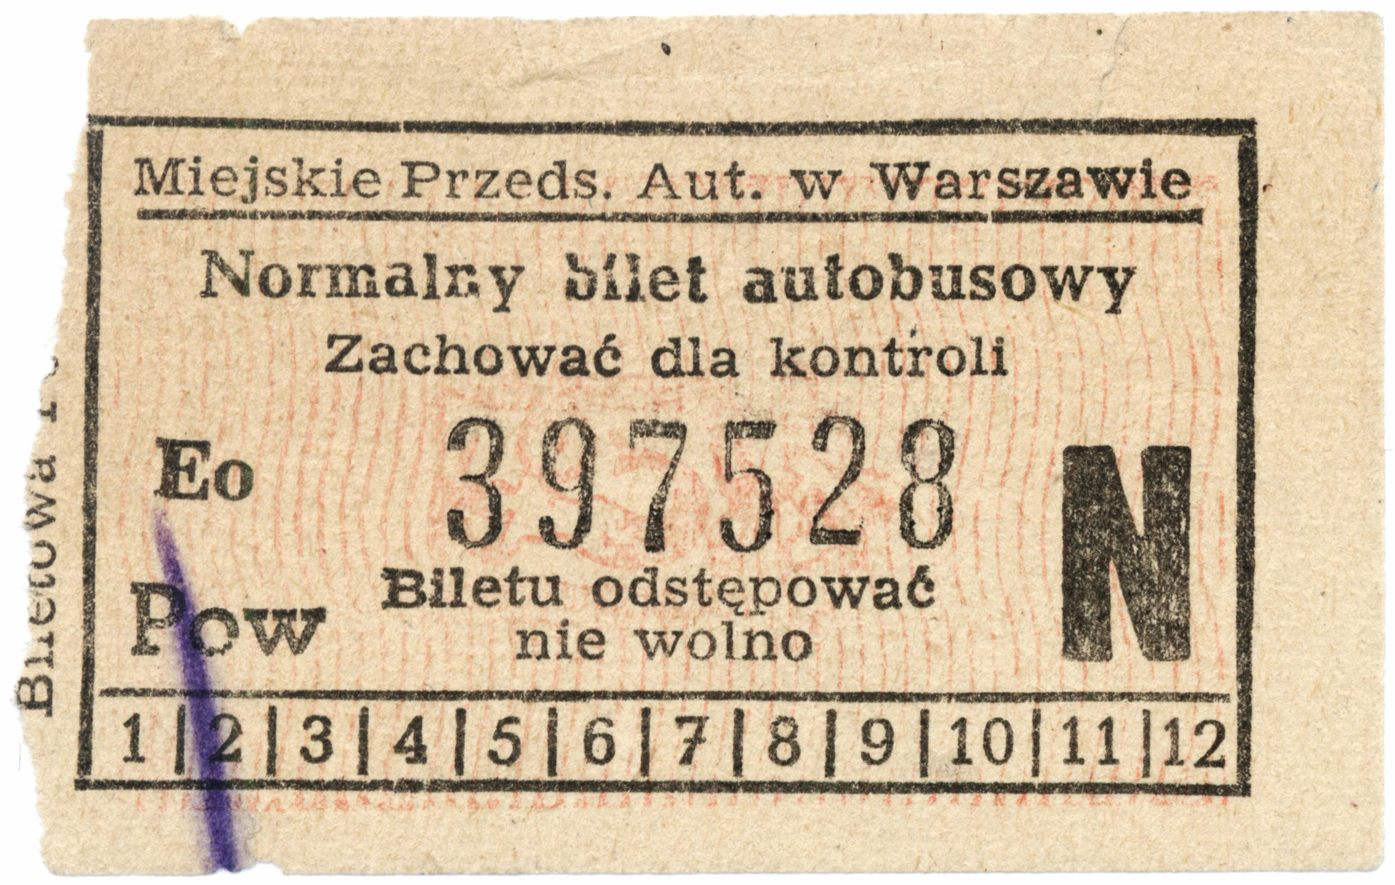 Miejskie Przeds. Aut. w Warszawie
Normalny bilet autobusowy
Zachować dla kontroli
Eo 397528
N
Pow
Biletu odstępować
nie wolno
1|2|3|4|5|6|7|8|9|10|11|12
Biletowa